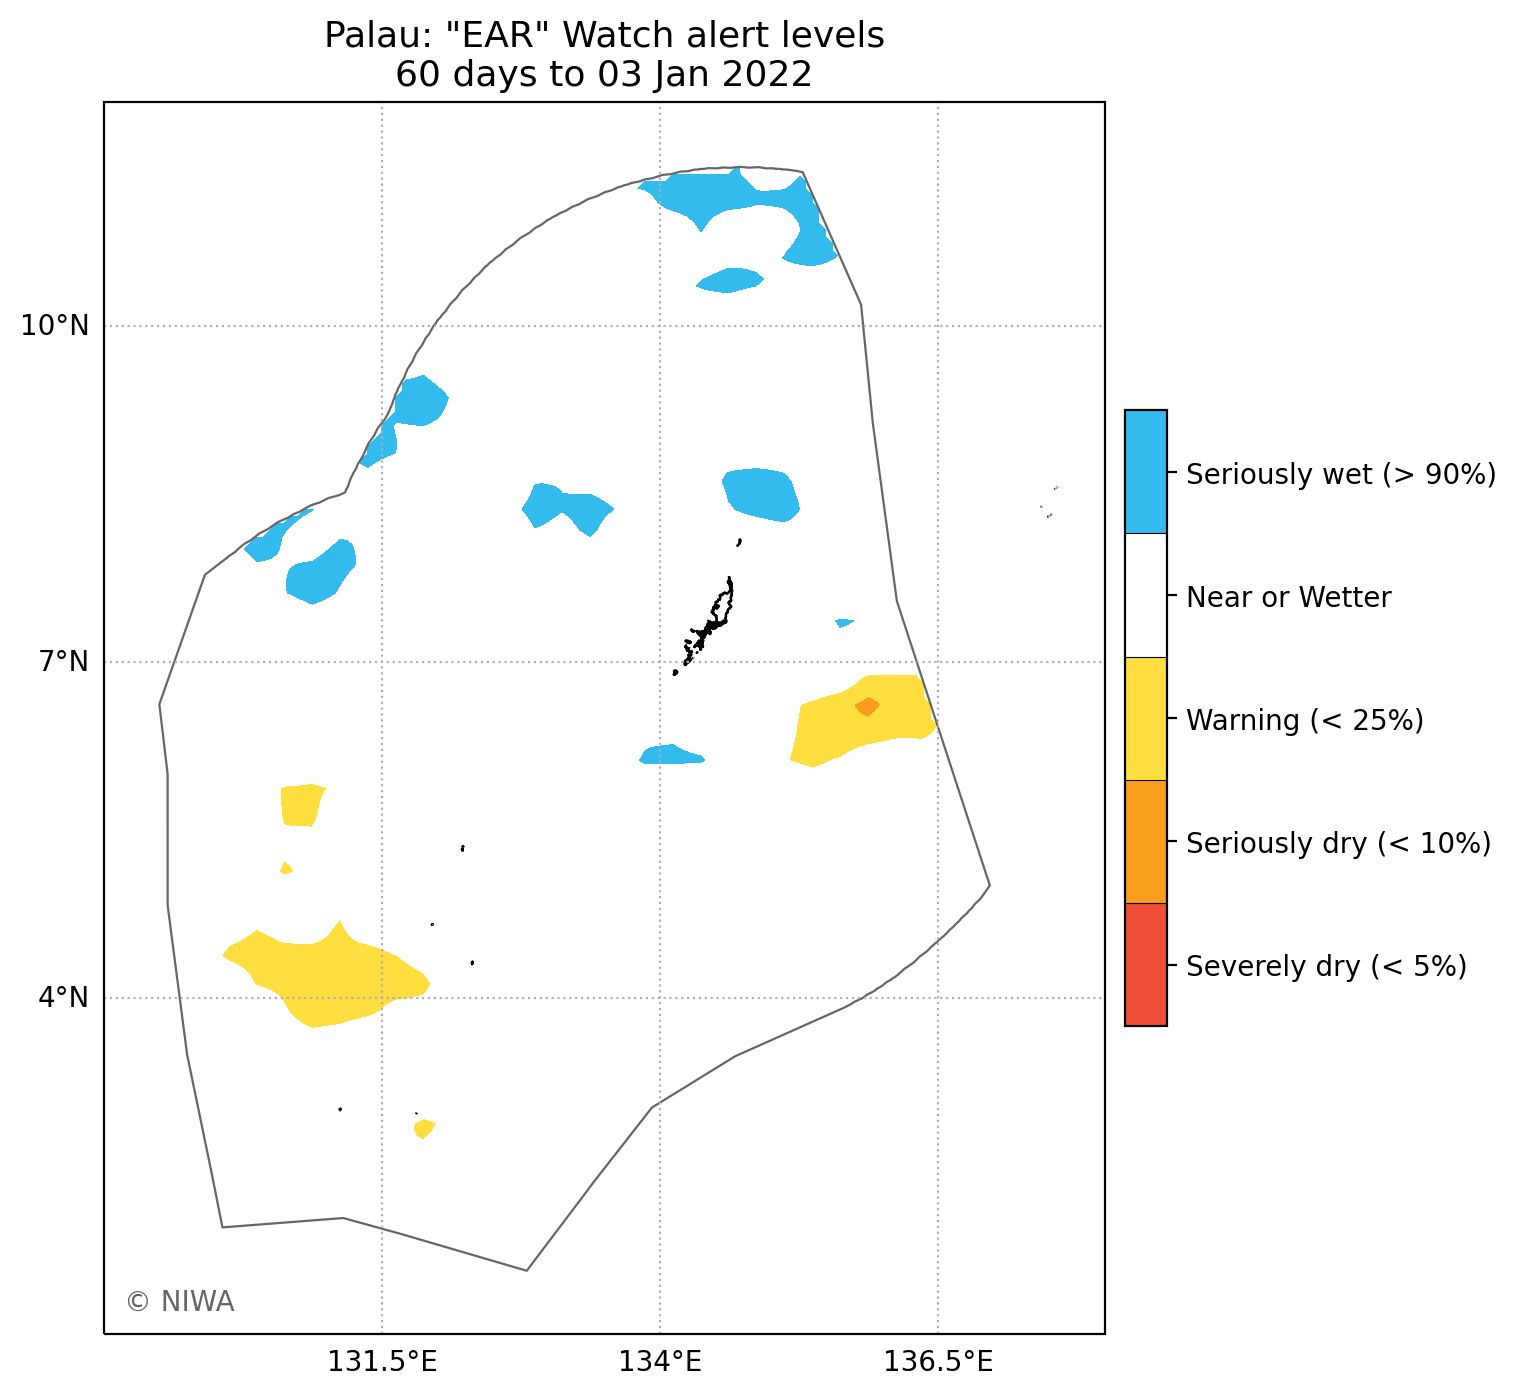 Palau: "EAR" Watch alert levels
60 days to 03 Jan 2022
10°N
7°N
4°N
131.5°E
134°E
136.5°E
Seriously wet (> 90%)
Near or Wetter
Warning (< 25%)
Seriously dry (< 10%)
Severely dry (< 5%)
© NIWA